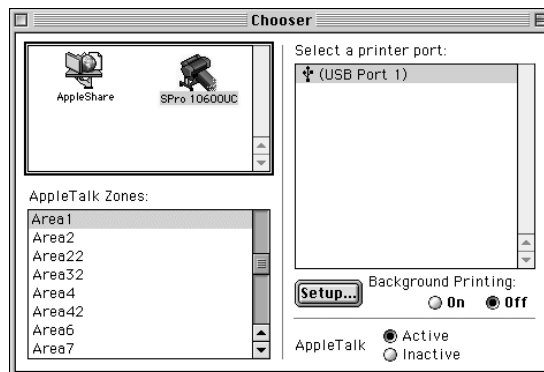 Chooser
AppleShare
SPro 10600UC
AppleTalk Zones:
Area1
Area2
Area22
Area32
Area4
Area42
Area6
Area7
Select a printer port:
(USB Port 1)
Setup...
Background Printing:
On Off
AppleTalk
Active
Inactive